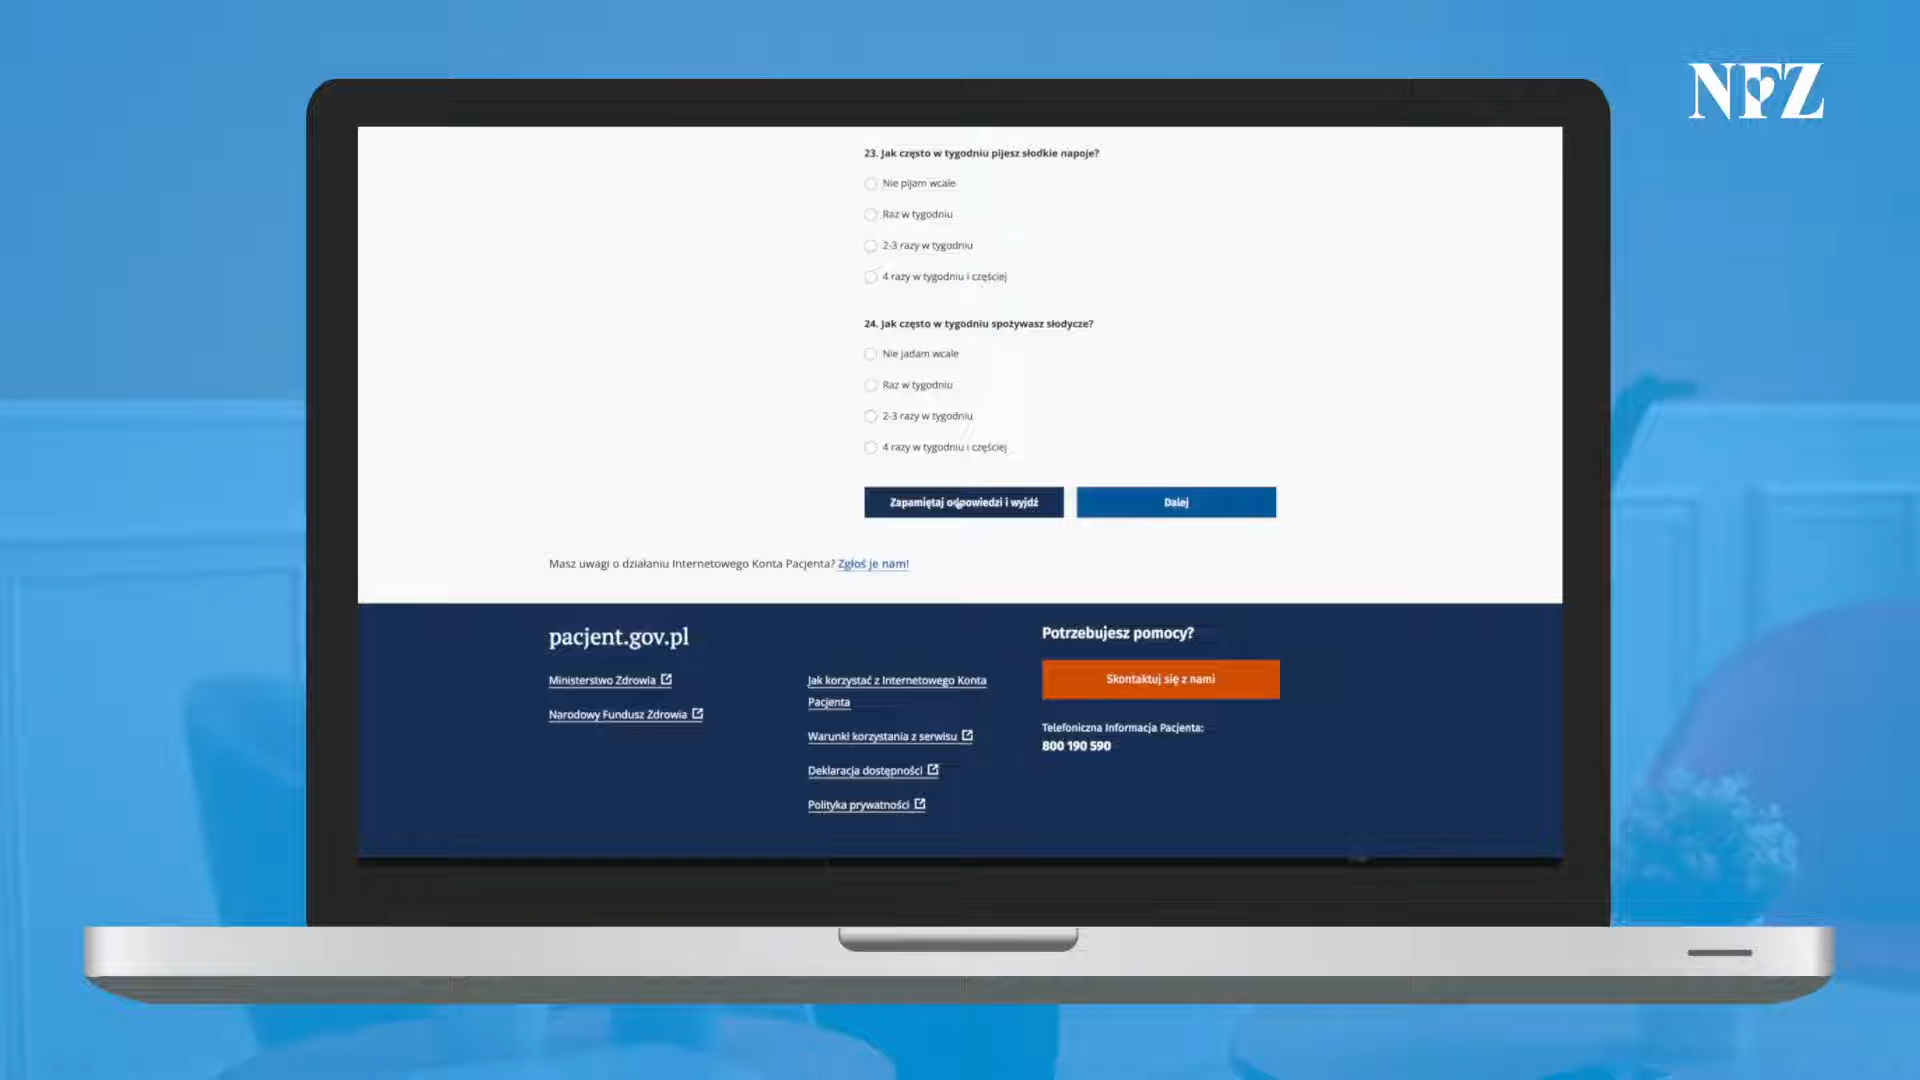 NFZ
23. Jak często w tygodniu pijesz słodkie napoje?
Nie pijam wcale
Raz w tygodniu
2-3 razy w tygodniu
4 razy w tygodniu i częściej
24. Jak często w tygodniu spożywasz słodycze?
Nie jadam wcale
Raz w tygodniu
2-3 razy w tygodniu
4 razy w tygodniu i częściej
Zapamiętaj odpowiedzi i wyjdź
Dalej
Masz uwagi o działaniu Internetowego Konta Pacjenta? Zgłoś je nam!
pacjent.gov.pl
Ministerstwo Zdrowia
Narodowy Fundusz Zdrowia
Jak korzystać z Internetowego Konta
Pacjenta
Warunki korzystania z serwisu
Deklaracja dostępności
Polityka prywatności
Potrzebujesz pomocy?
Skontaktuj się z nami
Telefoniczna Informacja Pacjenta:
800 190 590